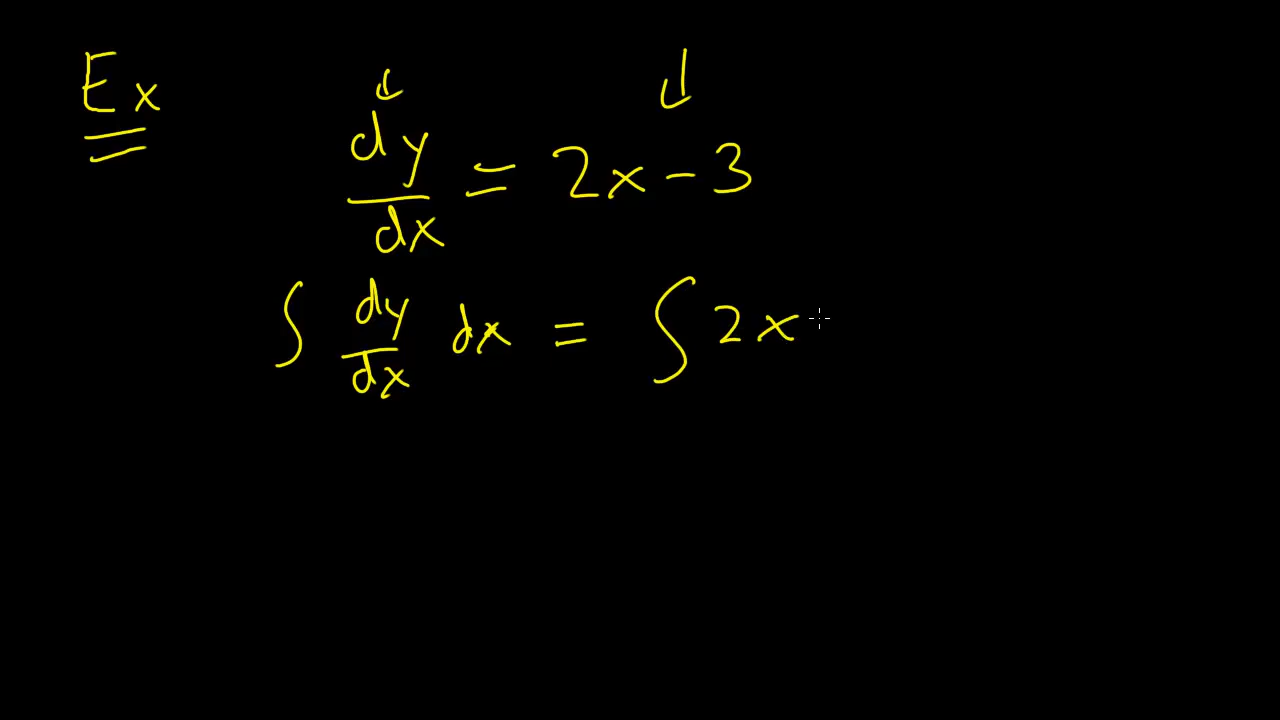 Ex
dy/dx = 2x - 3
∫ dy/dx dx = ∫ 2x